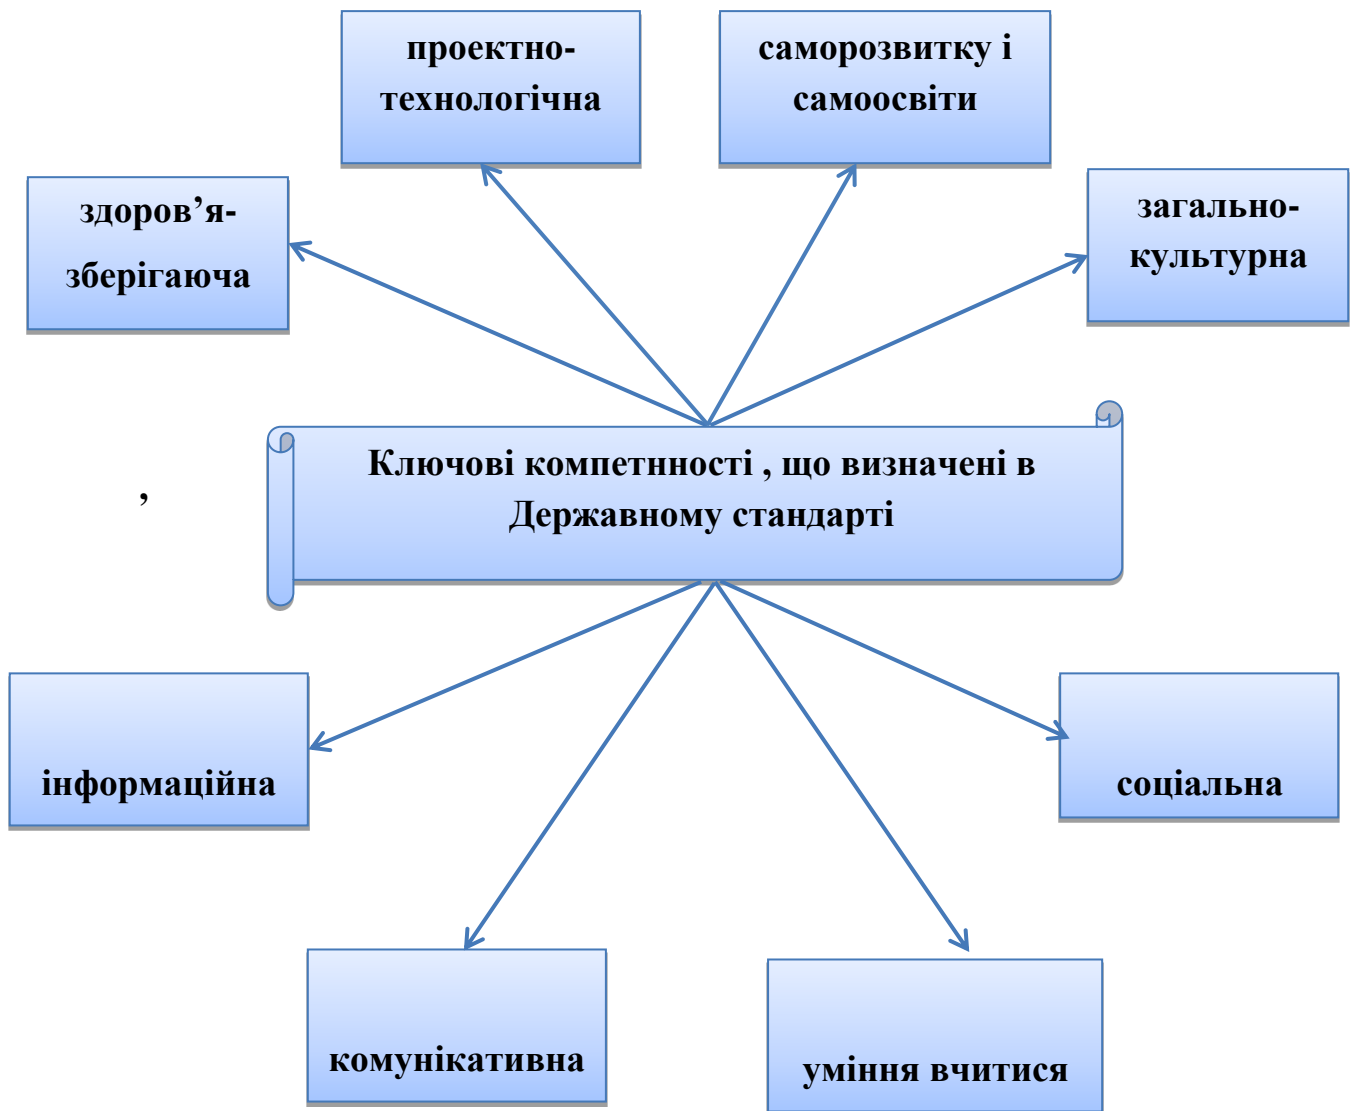 проектно-
технологічна
саморозвитку і
самоосвіти
здоров’я-
зберігаюча
загально-
культурна
Ключові компетнності , що визначені в
Державному стандарті
,
інформаційна
соціальна
комунікативна
уміння вчитися